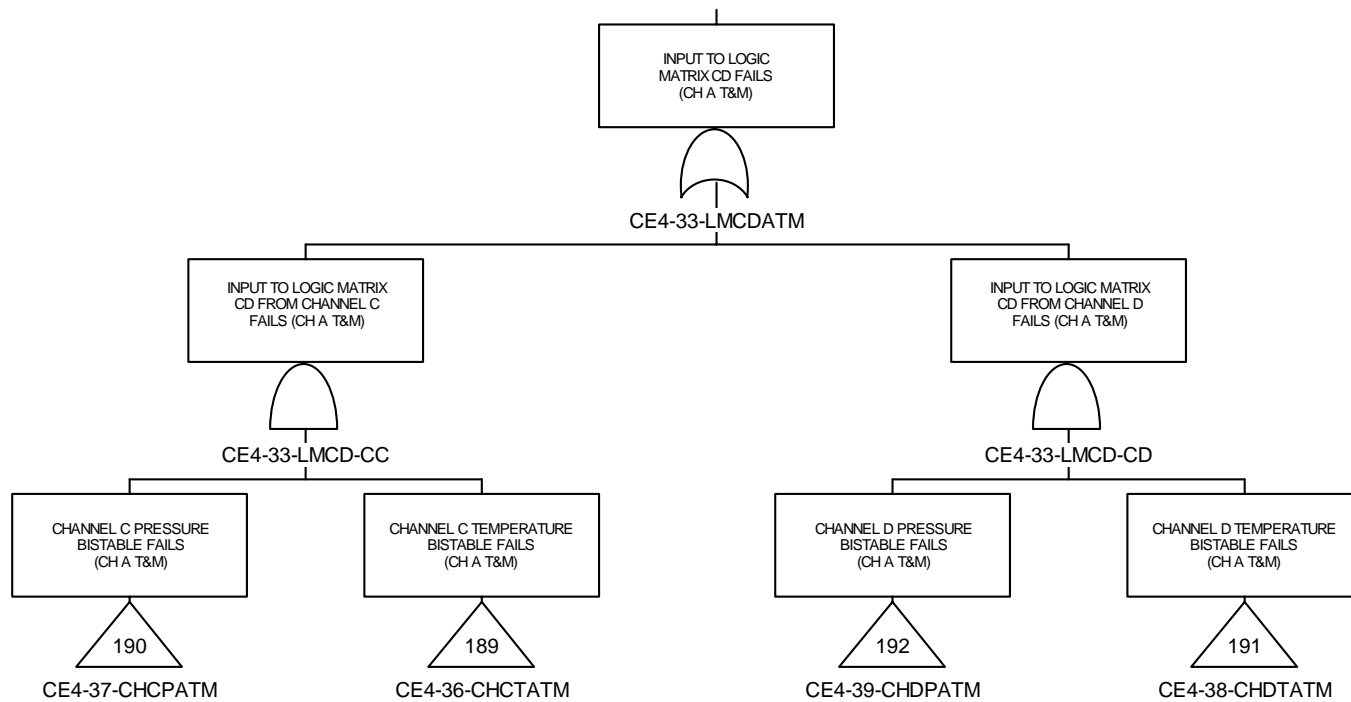 INPUT TO LOGIC
MATRIX CD FAILS
(CH A T&M)
CE4-33-LMCDATM
INPUT TO LOGIC MATRIX
CD FROM CHANNEL C
FAILS (CH A T&M)
INPUT TO LOGIC MATRIX
CD FROM CHANNEL D
FAILS (CH A T&M)
CE4-33-LMCD-CC
CE4-33-LMCD-CD
CHANNEL C PRESSURE
BISTABLE FAILS
(CH A T&M)
CHANNEL C TEMPERATURE
BISTABLE FAILS
(CH A T&M)
CHANNEL D PRESSURE
BISTABLE FAILS
(CH A T&M)
CHANNEL D TEMPERATURE
BISTABLE FAILS
(CH A T&M)
190
189
192
191
CE4-37-CHCPATM
CE4-36-CHCTATM
CE4-39-CHDPATM
CE4-38-CHDTATM